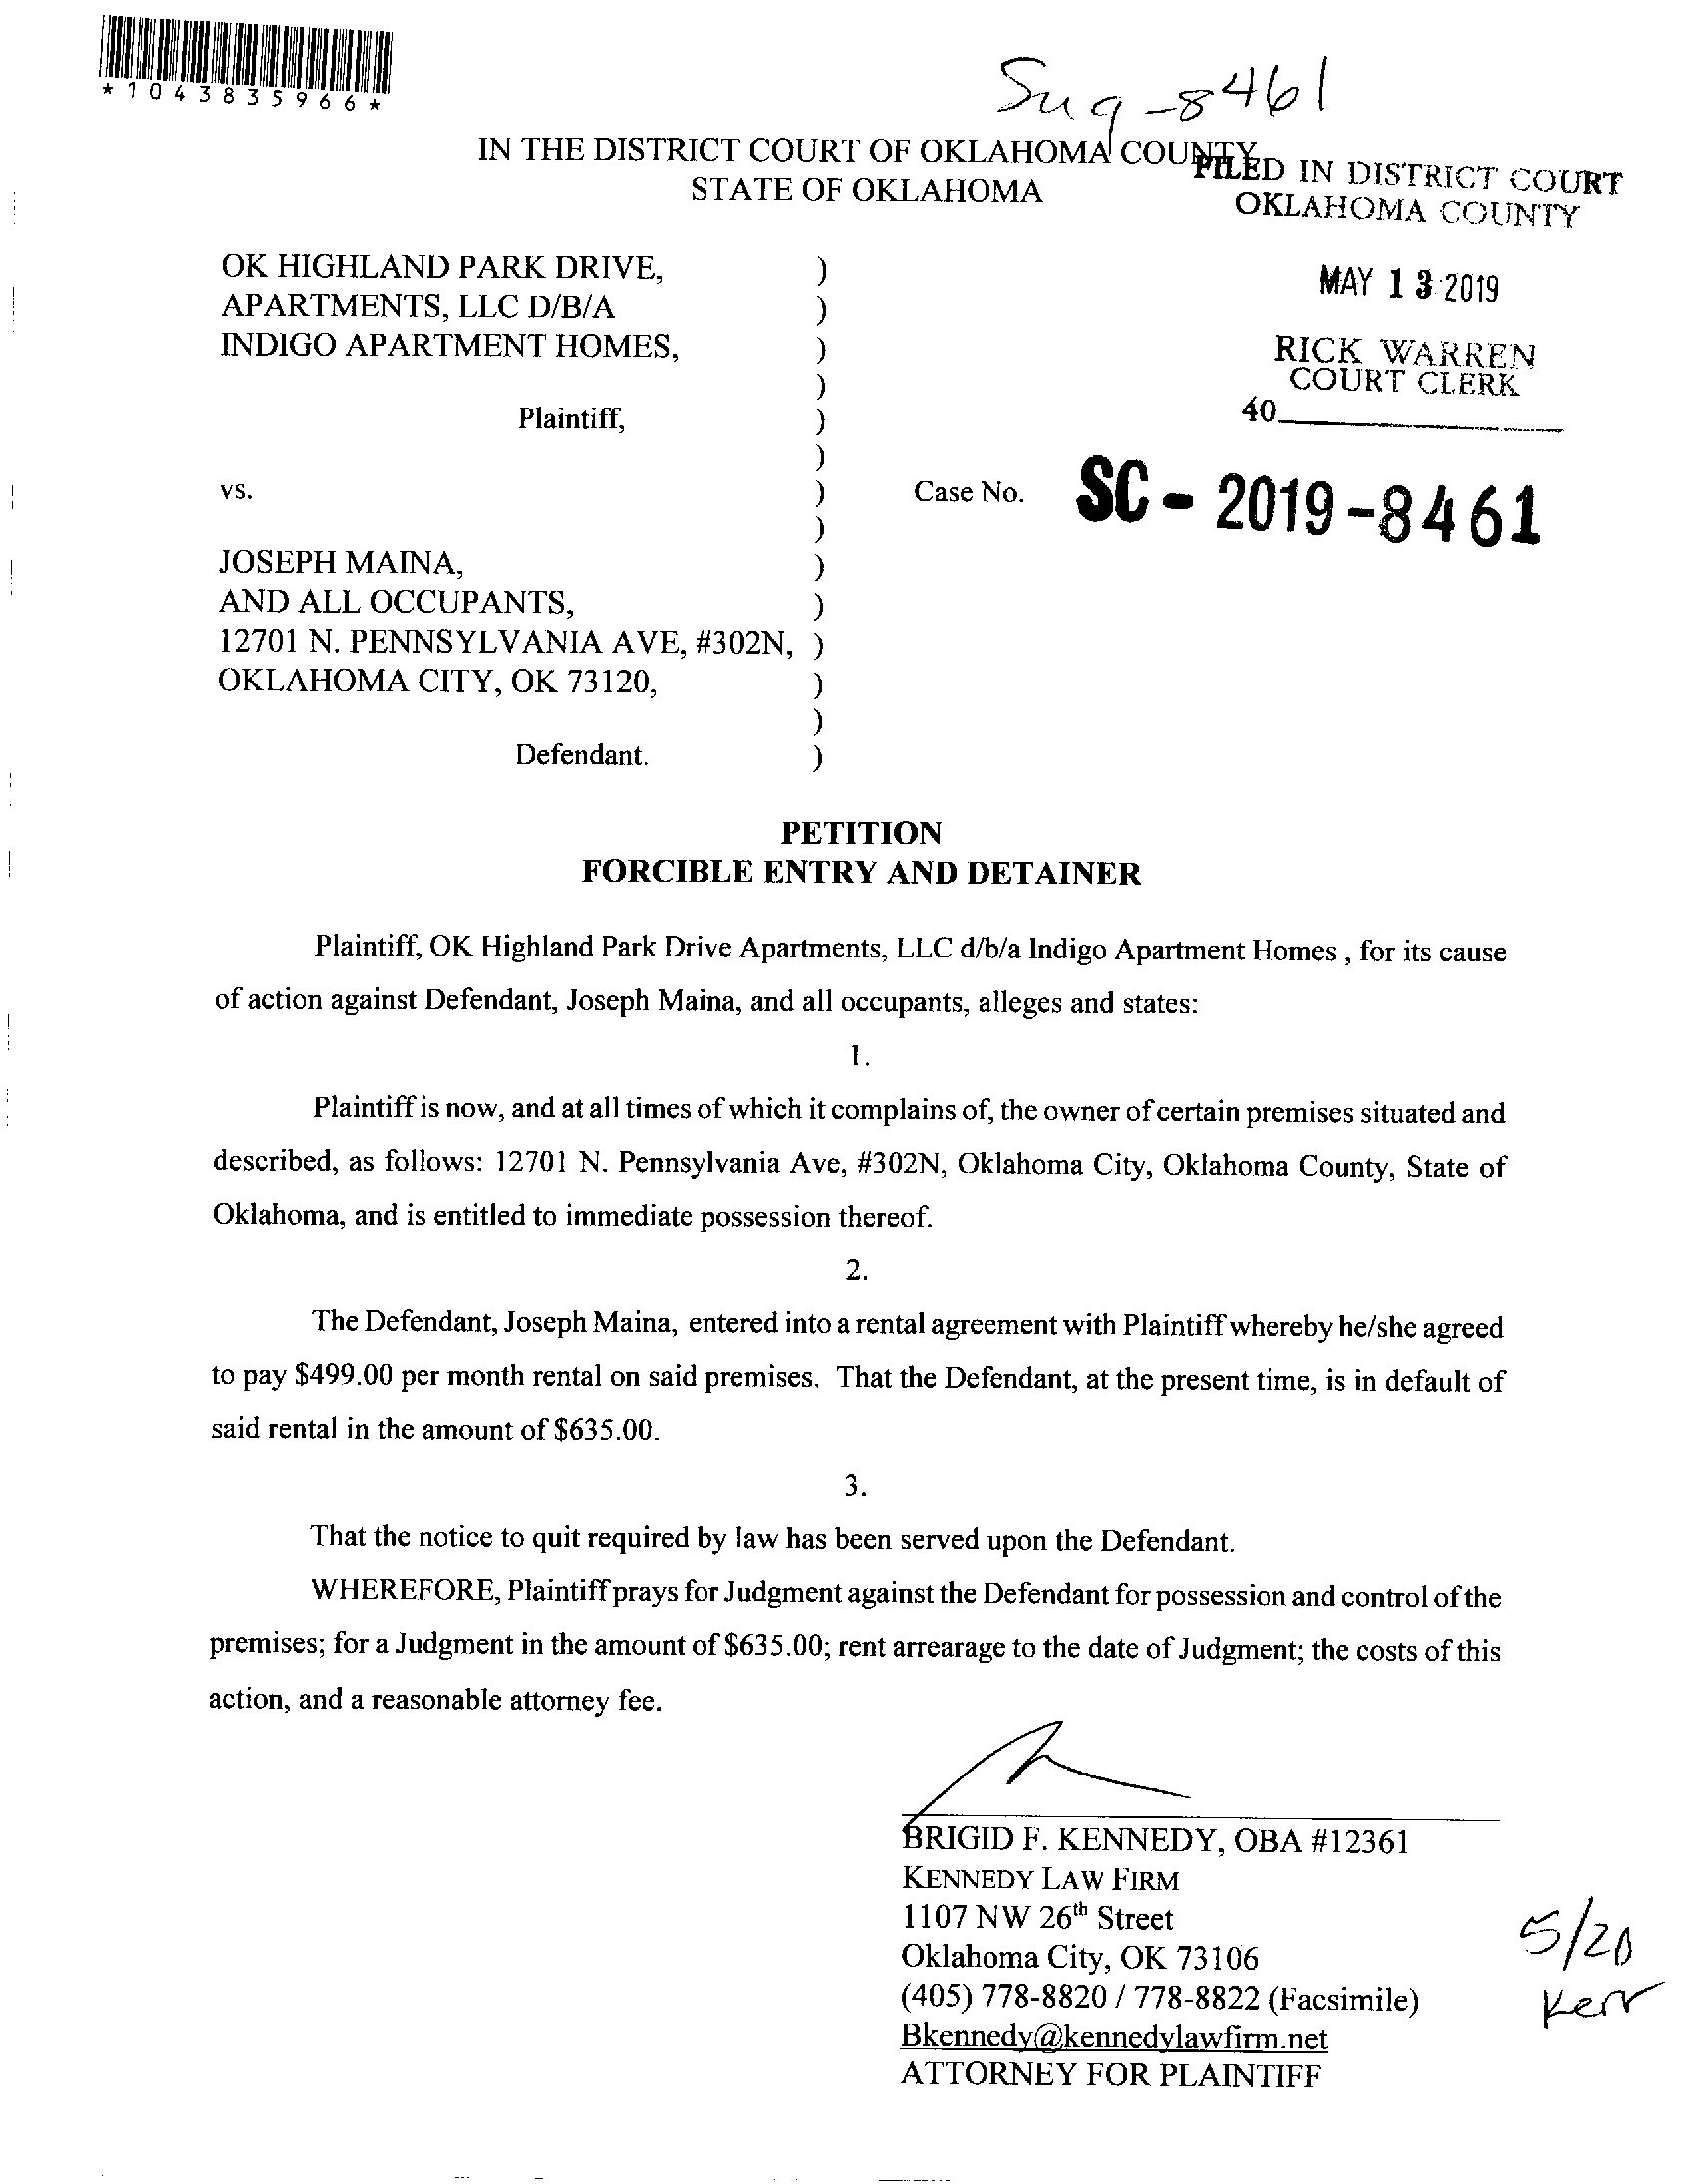 *1043835966*
Sug-8461
IN THE DISTRICT COURT OF OKLAHOMA COUNTY
STATE OF OKLAHOMA
FILED IN DISTRICT COURT
OKLAHOMA COUNTY
MAY 13 2019
RICK WARREN
COURT CLERK
40
OK HIGHLAND PARK DRIVE, )
APARTMENTS, LLC D/B/A )
INDIGO APARTMENT HOMES, )
)
Plaintiff, )
)
vs. ) Case No. SC-2019-8461
)
JOSEPH MAINA, )
AND ALL OCCUPANTS, )
12701 N. PENNSYLVANIA AVE, #302N, )
OKLAHOMA CITY, OK 73120, )
)
Defendant. )
PETITION
FORCIBLE ENTRY AND DETAINER
Plaintiff, OK Highland Park Drive Apartments, LLC d/b/a Indigo Apartment Homes , for its cause
of action against Defendant, Joseph Maina, and all occupants, alleges and states:
1.
Plaintiff is now, and at all times of which it complains of, the owner of certain premises situated and
described, as follows: 12701 N. Pennsylvania Ave, #302N, Oklahoma City, Oklahoma County, State of
Oklahoma, and is entitled to immediate possession thereof.
2.
The Defendant, Joseph Maina, entered into a rental agreement with Plaintiff whereby he/she agreed
to pay $499.00 per month rental on said premises. That the Defendant, at the present time, is in default of
said rental in the amount of $635.00.
3.
That the notice to quit required by law has been served upon the Defendant.
WHEREFORE, Plaintiff prays for Judgment against the Defendant for possession and control of the
premises; for a Judgment in the amount of $635.00; rent arrearage to the date of Judgment; the costs of this
action, and a reasonable attorney fee.
BRIGID F. KENNEDY, OBA #12361
KENNEDY LAW FIRM
1107 NW 26th Street
Oklahoma City, OK 73106
(405) 778-8820 / 778-8822 (Facsimile)
Bkennedy@kennedylawfirm.net
ATTORNEY FOR PLAINTIFF
5/20
Kerr